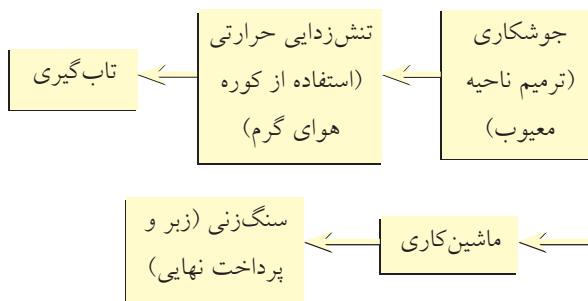 جوشکاری
(ترمیم ناحیه
معیوب)
تنش‌زدایی حرارتی
(استفاده از کوره
هوای گرم)
تاب‌گیری
ماشین‌کاری
سنگ‌زنی (زبر و
پرداخت نهایی)